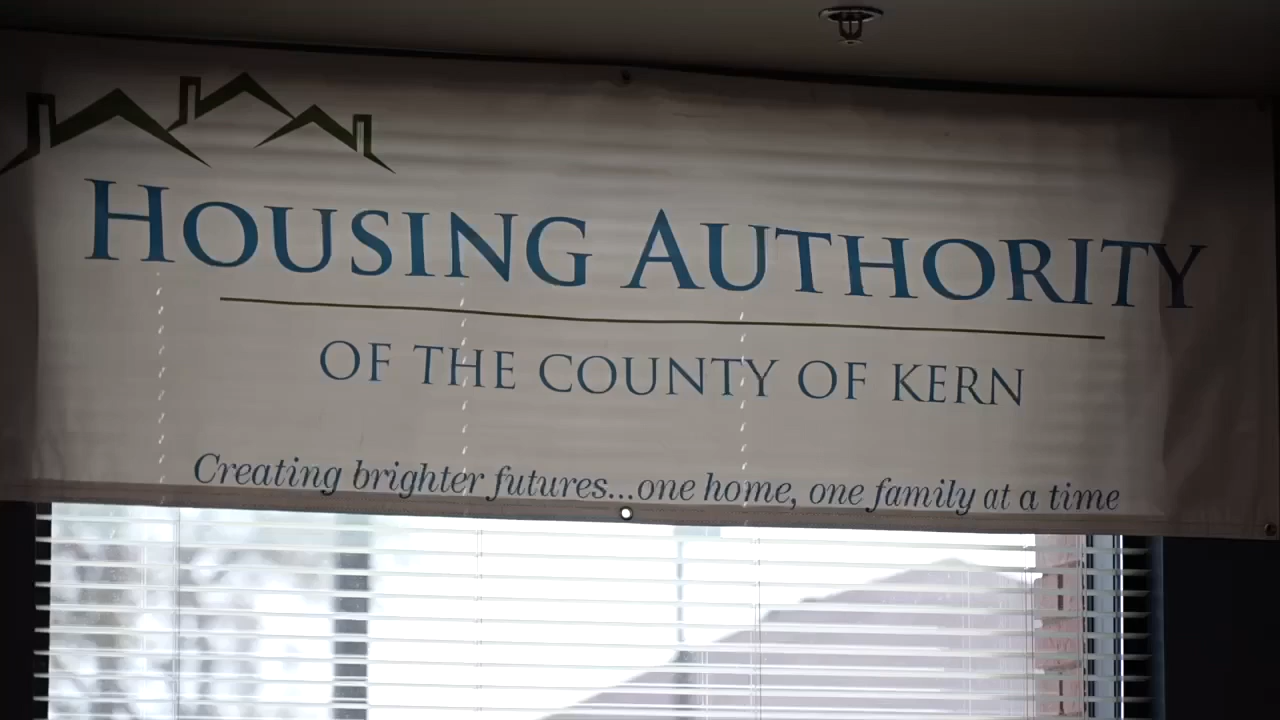 HOUSING AUTHORITY
OF THE COUNTY OF KERN
Creating brighter futures...one home, one family at a time